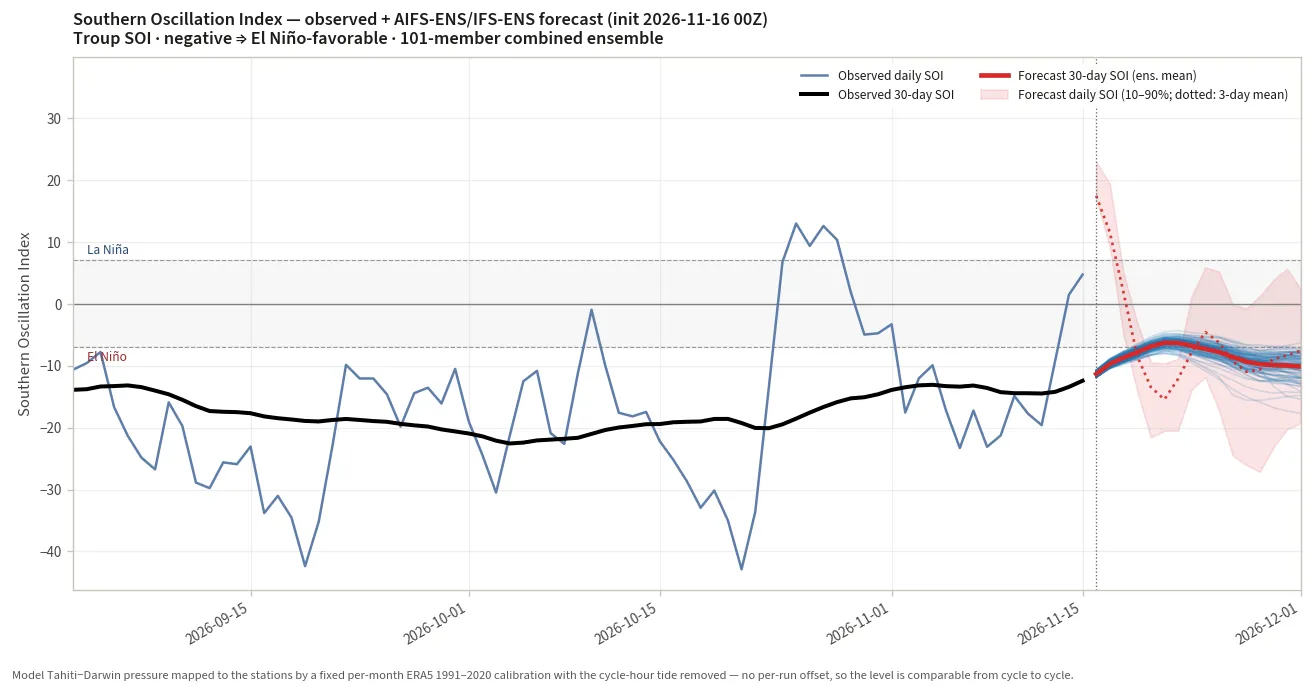 Southern Oscillation Index — observed + AIFS-ENS/IFS-ENS forecast (init 2026-11-16 00Z)
Troup SOI · negative ⇒ El Niño-favorable · 101-member combined ensemble
Observed daily SOI
Observed 30-day SOI
Forecast 30-day SOI (ens. mean)
Forecast daily SOI (10–90%; dotted: 3-day mean)
Southern Oscillation Index
30
20
10
0
−10
−20
−30
−40
La Niña
El Niño
2026-09-15
2026-10-01
2026-10-15
2026-11-01
2026-11-15
2026-12-01
Model Tahiti−Darwin pressure mapped to the stations by a fixed per-month ERA5 1991–2020 calibration with the cycle-hour tide removed — no per-run offset, so the level is comparable from cycle to cycle.